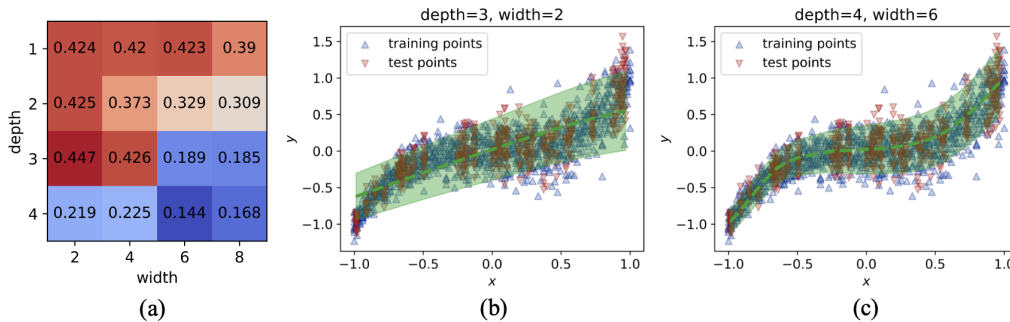 depth
1
2
3
4
0.424 0.42 0.423 0.39
0.425 0.373 0.329 0.309
0.447 0.426 0.189 0.185
0.219 0.225 0.144 0.168
2 4 6 8
width
(a)
depth=3, width=2
training points
test points
y
1.5
1.0
0.5
0.0
−0.5
−1.0
−1.0 −0.5 0.0 0.5 1.0
x
(b)
depth=4, width=6
training points
test points
y
1.5
1.0
0.5
0.0
−0.5
−1.0
−1.0 −0.5 0.0 0.5 1.0
x
(c)